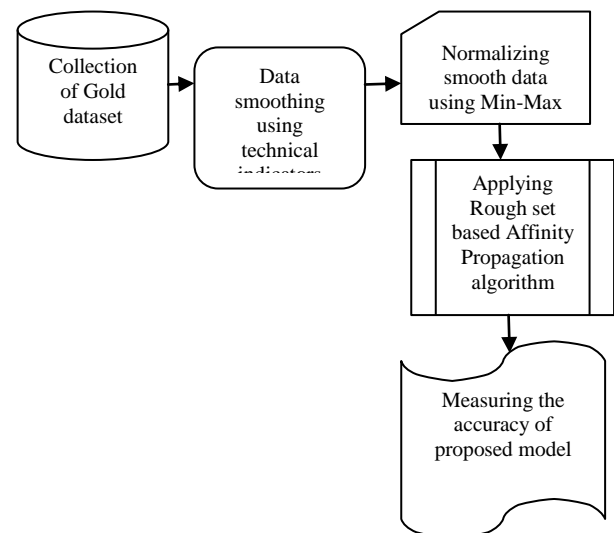 Collection
of Gold
dataset
Data
smoothing
using
technical
indicators
Normalizing
smooth data
using Min-Max
Applying
Rough set
based Affinity
Propagation
algorithm
Measuring the
accuracy of
proposed model